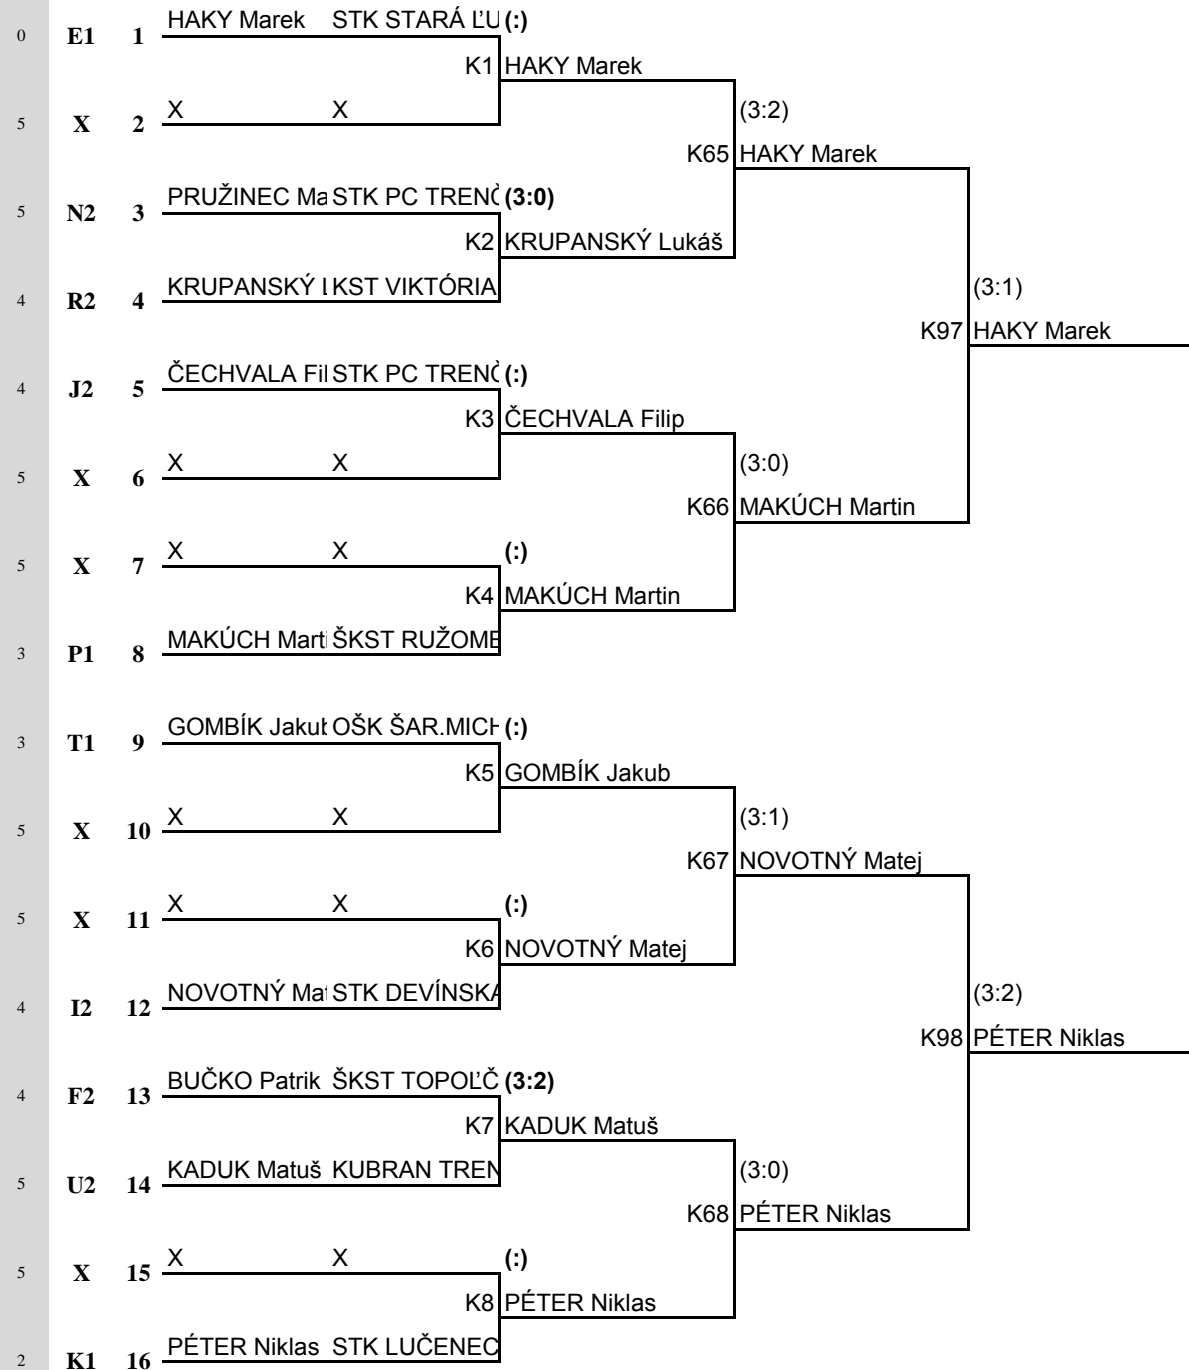 HAKY Marek STK STARÁ ĽU (:)
0 E1 1
K1 HAKY Marek
X X (3:2)
5 X 2
K65 HAKY Marek
PRUŽINEC Ma STK PC TRENČ (3:0)
5 N2 3
K2 KRUPANSKÝ Lukáš
KRUPANSKÝ L KST VIKTÓRIA (3:1)
4 R2 4
K97 HAKY Marek
ČECHVALA Fil STK PC TRENČ (:)
4 J2 5
K3 ČECHVALA Filip
X X (3:0)
5 X 6
K66 MAKÚCH Martin
X X (:)
5 X 7
K4 MAKÚCH Martin
MAKÚCH Marti ŠKST RUŽOMB
3 P1 8
GOMBÍK Jakub OŠK ŠAR.MICH (:)
3 T1 9
K5 GOMBÍK Jakub
X X (3:1)
5 X 10
K67 NOVOTNÝ Matej
X X (:)
5 X 11
K6 NOVOTNÝ Matej
NOVOTNÝ Mat STK DEVÍNSKA (3:2)
4 I2 12
K98 PÉTER Niklas
BUČKO Patrik ŠKST TOPOĽČ (3:2)
4 F2 13
K7 KADUK Matuš
KADUK Matuš KUBRAN TREN (3:0)
5 U2 14
K68 PÉTER Niklas
X X (:)
5 X 15
K8 PÉTER Niklas
PÉTER Niklas STK LUČENEC
2 K1 16